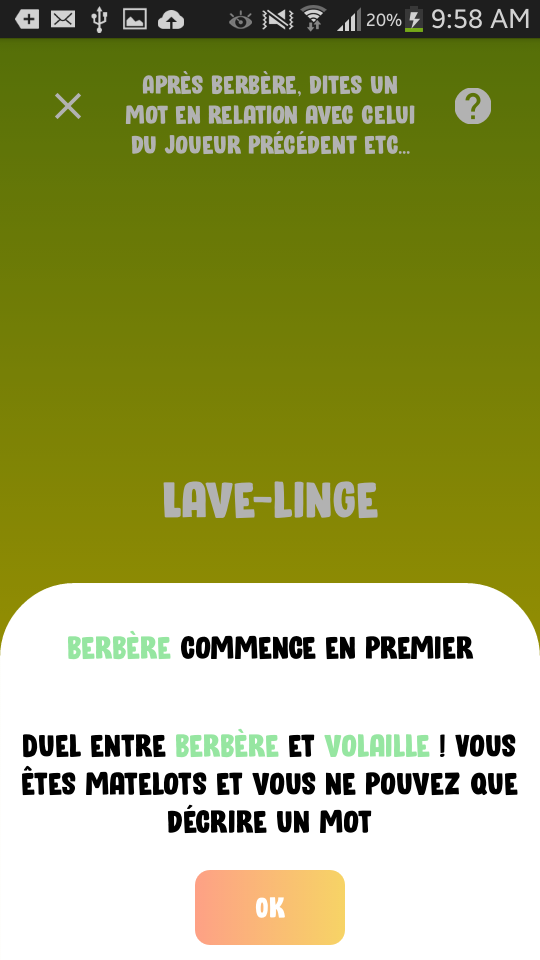 20% 9:58 AM
APRÈS BERBÈRE, DITES UN
MOT EN RELATION AVEC CELUI
DU JOUEUR PRÉCÉDENT ETC...
LAVE-LINGE
BERBÈRE COMMENCE EN PREMIER
DUEL ENTRE BERBÈRE ET VOLAILLE ! VOUS
ÊTES MATELOTS ET VOUS NE POUVEZ QUE
DÉCRIRE UN MOT
OK